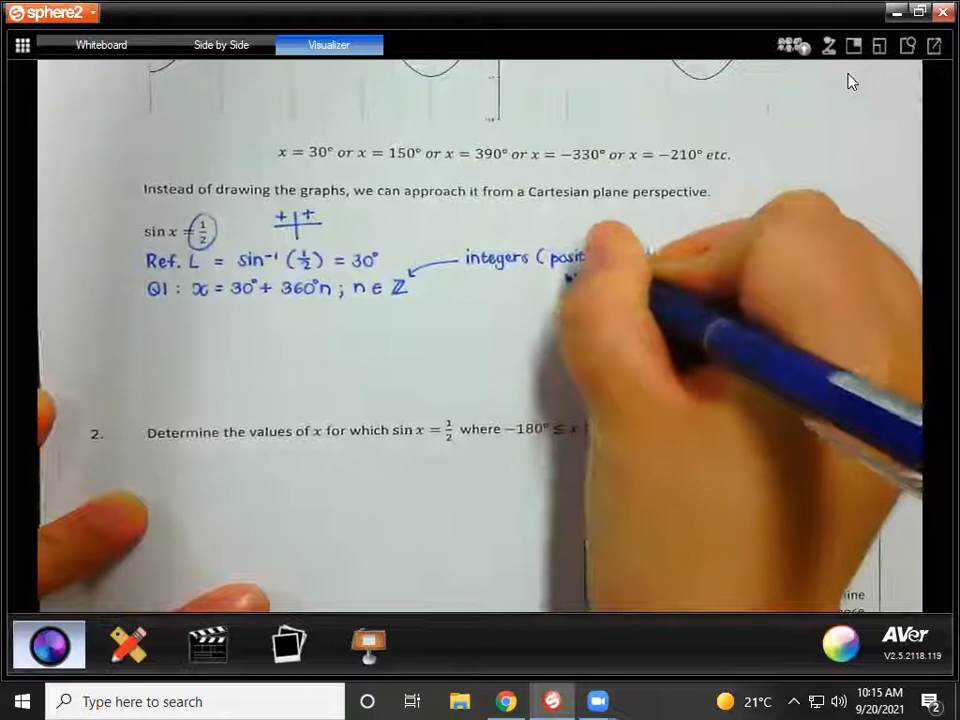 sphere2
Whiteboard Side by Side Visualizer
x = 30° or x = 150° or x = 390° or x = −330° or x = −210° etc.
Instead of drawing the graphs, we can approach it from a Cartesian plane perspective.
+ +
sin x = 1/2
Ref. L = sin⁻¹ (1/2) = 30°
integers (posit
Q1 : x = 30° + 360°n ; n ∈ ℤ
2. Determine the values of x for which sin x = 1/2 where −180° ≤ x
AVer
V2.5.2118.119
Type here to search
21°C
10:15 AM
9/20/2021
2